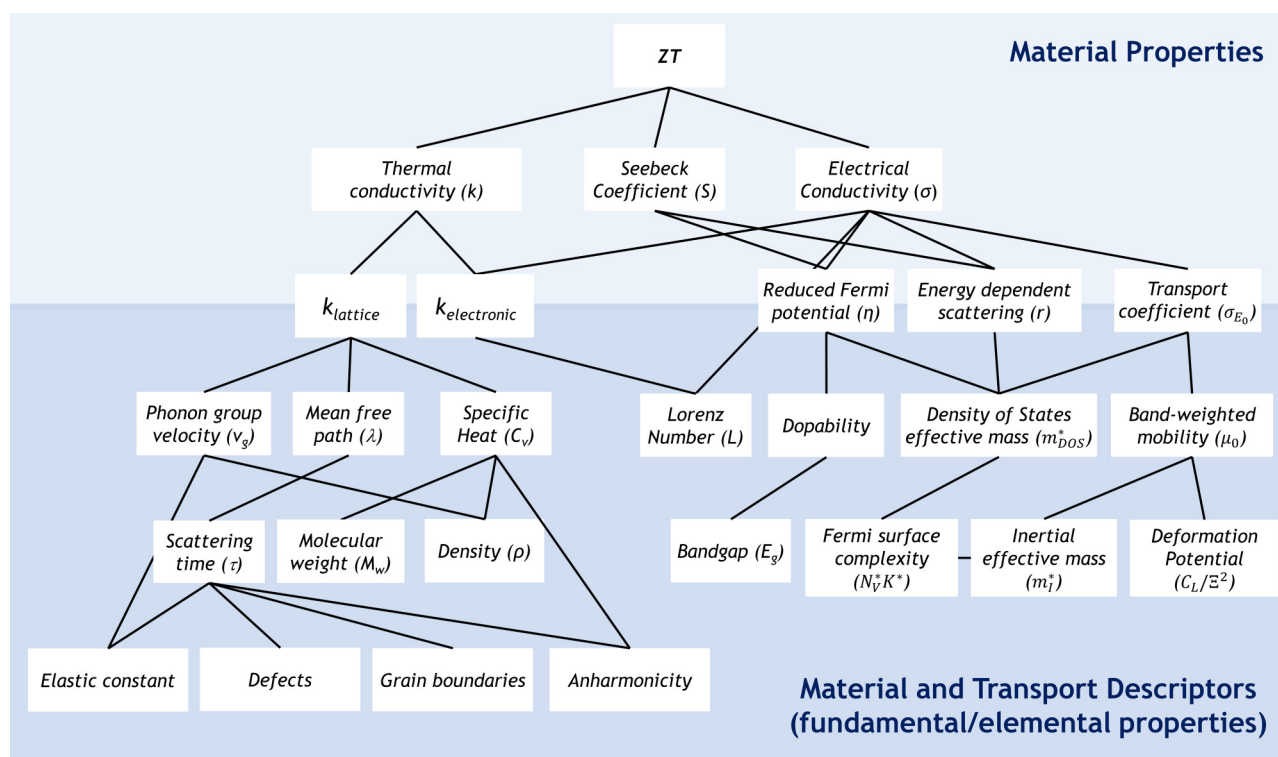 ZT
Material Properties
Thermal
conductivity (k)
Seebeck
Coefficient (S)
Electrical
Conductivity (σ)
k_lattice
k_electronic
Reduced Fermi
potential (η)
Energy dependent
scattering (r)
Transport
coefficient (σ_E₀)
Phonon group
velocity (v_g)
Mean free
path (λ)
Specific
Heat (C_v)
Lorenz
Number (L)
Dopability
Density of States
effective mass (m*_DOS)
Band-weighted
mobility (μ₀)
Scattering
time (τ)
Molecular
weight (M_w)
Density (ρ)
Bandgap (E_g)
Fermi surface
complexity
(N*_V K*)
Inertial
effective mass
(m*_I)
Deformation
Potential
(C_L/Ξ²)
Elastic constant
Defects
Grain boundaries
Anharmonicity
Material and Transport Descriptors
(fundamental/elemental properties)